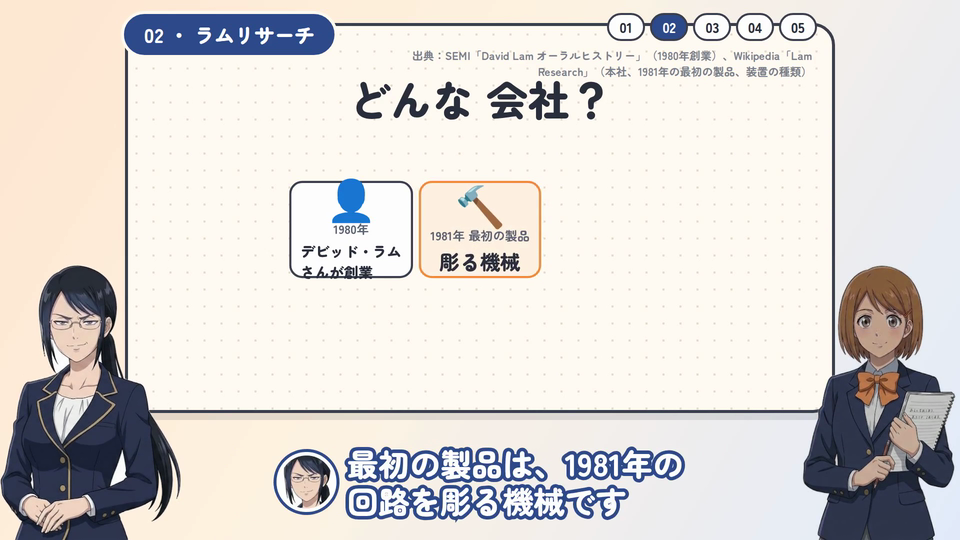 02 ・ ラムリサーチ
01 02 03 04 05
出典：SEMI「David Lam オーラルヒストリー」（1980年創業）、Wikipedia「Lam
Research」（本社、1981年の最初の製品、装置の種類）
どんな 会社？
1980年
デビッド・ラム
さんが創業
1981年 最初の製品
彫る機械
最初の製品は、1981年の
回路を彫る機械です